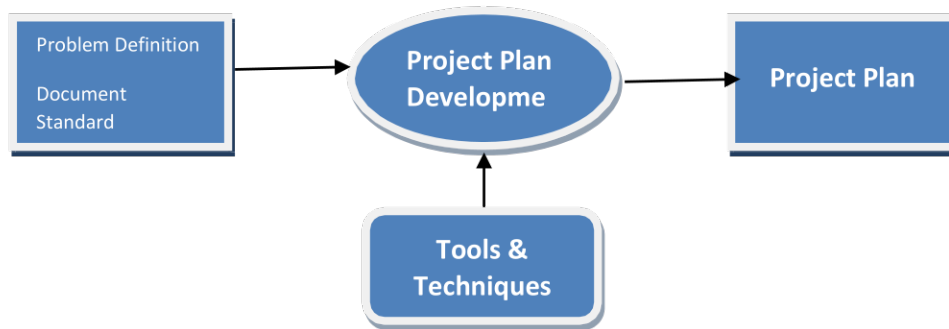 Problem Definition
Document
Standard
Project Plan
Developme
Project Plan
Tools &
Techniques